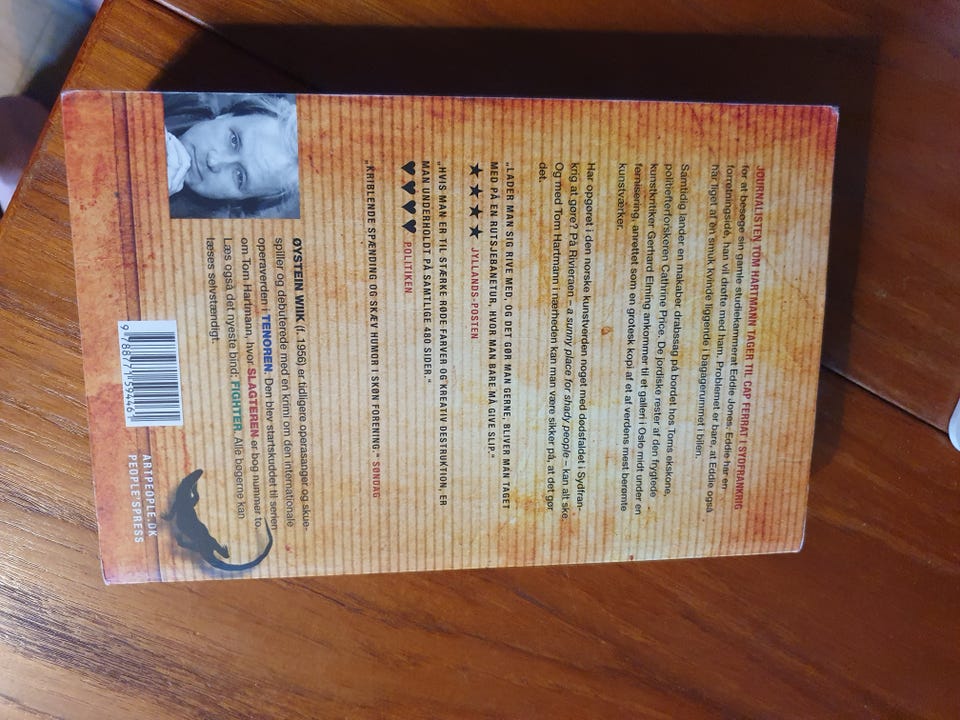 JOURNALISTEN TOM HARTMANN TAGER TIL CAP FERRAT I SYDFRANKRIG
for at besøge sin gamle studiekammerat Eddie Jones. Eddie har en
forretningsidé, han vil drøfte med ham. Problemet er bare, at Eddie også
har liget af en smuk kvinde liggende i bagagerummet i bilen.
Samtidig lander en makaber drabssag på bordet hos Toms ekskone,
politiefterforskeren Cathrine Price. De jordiske rester af den frygtede
kunstkritiker Gerhard Elming ankommer til et galleri i Oslo midt under en
fernisering, anrettet som en grotesk kopi af et af verdens mest berømte
kunstværker.
Har opgøret i den norske kunstverden noget med dødsfaldet i Sydfran-
krig at gøre? På Rivieraen – a sunny place for shady people – kan alt ske.
Og med Tom Hartmann i nærheden kan man være sikker på, at det gør
det.
„LADER MAN SIG RIVE MED, OG DET GØR MAN GERNE, BLIVER MAN TAGET
MED PÅ EN RUTSJEBANETUR, HVOR MAN BARE MÅ GIVE SLIP.“
★★★★ JYLLANDS-POSTEN
„HVIS MAN ER TIL STÆRKE RØDE FARVER OG KREATIV DESTRUKTION, ER
MAN UNDERHOLDT PÅ SAMTLIGE 480 SIDER.“
♥♥♥♥ POLITIKEN
„KRIBLENDE SPÆNDING OG SKÆV HUMOR I SKØN FORENING.“ SØNDAG
ØYSTEIN WIIK (f. 1956) er tidligere operasanger og skue-
spiller og debuterede med en krimi om den internationale
operaverden i TENOREN. Den blev startskuddet til serien
om Tom Hartmann, hvor SLAGTEREN er bog nummer to.
Læs også det nyeste bind: FIGHTER. Alle bøgerne kan
læses selvstændigt.
9 788771 594461
ARTPEOPLE.DK
PEOPLE'SPRESS